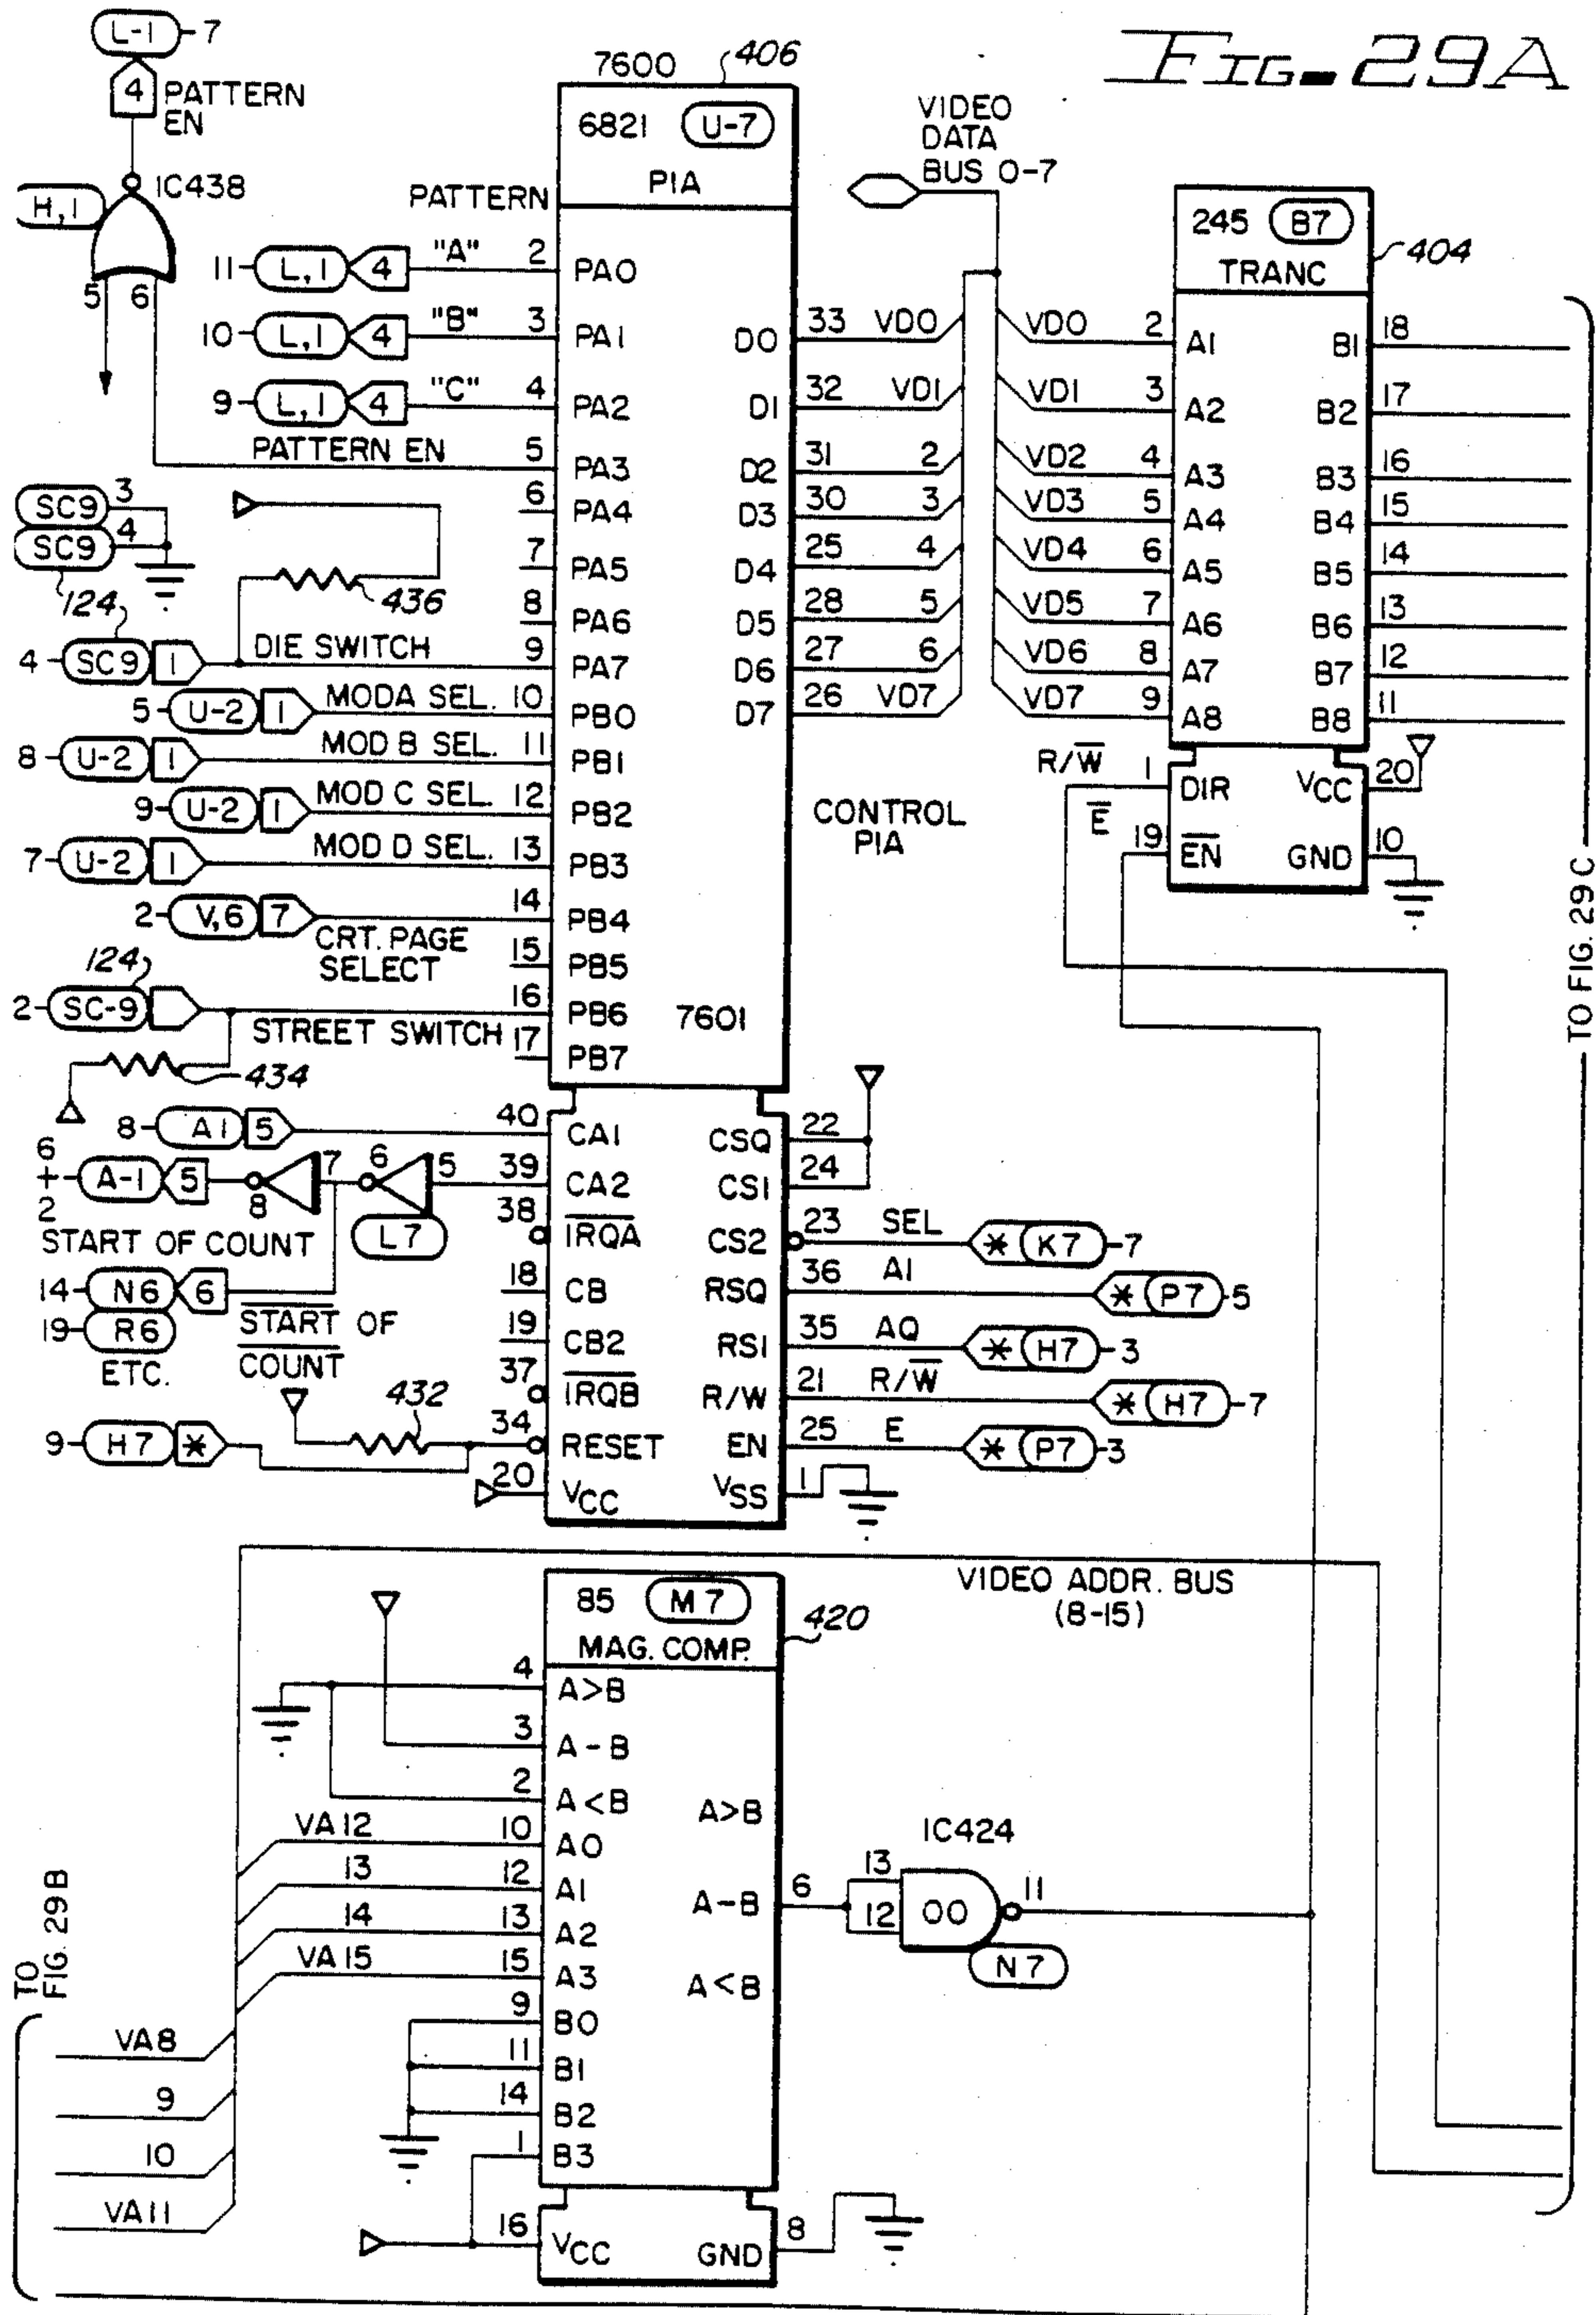 FIG. 29A
L-1 -7
4 PATTERN
EN
IC438
H,1
5 6
7600 406
6821 U-7
PIA
PATTERN
11- L,1 4 "A" 2 PA0
10- L,1 4 "B" 3 PA1
9- L,1 4 "C" 4 PA2
PATTERN EN 5 PA3
6 PA4
7 PA5
8 PA6
SC9 3
SC9 4
124
436
124
4- SC9 1 DIE SWITCH 9 PA7
5- U-2 1 MODA SEL. 10 PB0
8- U-2 1 MOD B SEL. 11 PB1
9- U-2 1 MOD C SEL. 12 PB2
7- U-2 1 MOD D SEL. 13 PB3
2- V,6 7 14 PB4
CRT. PAGE
SELECT
15 PB5
124
2- SC-9 16 PB6
STREET SWITCH 17 PB7
434
7601
CONTROL
PIA
D0 33 VD0
D1 32 VD1
D2 31 2
D3 30 3
D4 25 4
D5 28 5
D6 27 6
D7 26 VD7
VIDEO
DATA
BUS 0-7
245 B7
TRANC
404
VD0 2 A1 B1 18
VD1 3 A2 B2 17
VD2 4 A3 B3 16
VD3 5 A4 B4 15
VD4 6 A5 B5 14
VD5 7 A6 B6 13
VD6 8 A7 B7 12
VD7 9 A8 B8 11
R/W̅ 1 DIR VCC 20
E̅ 19 E̅N̅ GND 10
TO FIG. 29C
8- A1 5 40 CA1
6
+
2
A-1 5 8 7 6 5 39 CA2
L7
START OF COUNT
38 I̅R̅Q̅A̅
14- N6 6
19- R6
ETC.
S̅T̅A̅R̅T̅ OF
C̅O̅U̅N̅T̅
18 CB
19 CB2
37 I̅R̅Q̅B̅
432
9- H7 * 34 RESET
20 VCC
CSQ 22
CS1 24
CS2 23 SEL * K7 -7
RSQ 36 A1 * P7 -5
RS1 35 AQ * H7 -3
R/W 21 R/W̅ * H7 -7
EN 25 E * P7 -3
VSS 1
VIDEO ADDR. BUS
(8-15)
85 M7
MAG. COMP.
420
4 A>B
3 A-B
2 A<B
VA12 10 A0
13 12 A1
14 13 A2
VA15 15 A3
9 B0
11 B1
14 B2
1 B3
16 VCC
GND 8
A>B
A-B 6
A<B
IC424
13
12
00 11
N7
TO
FIG. 29B
VA8
9
10
VA11